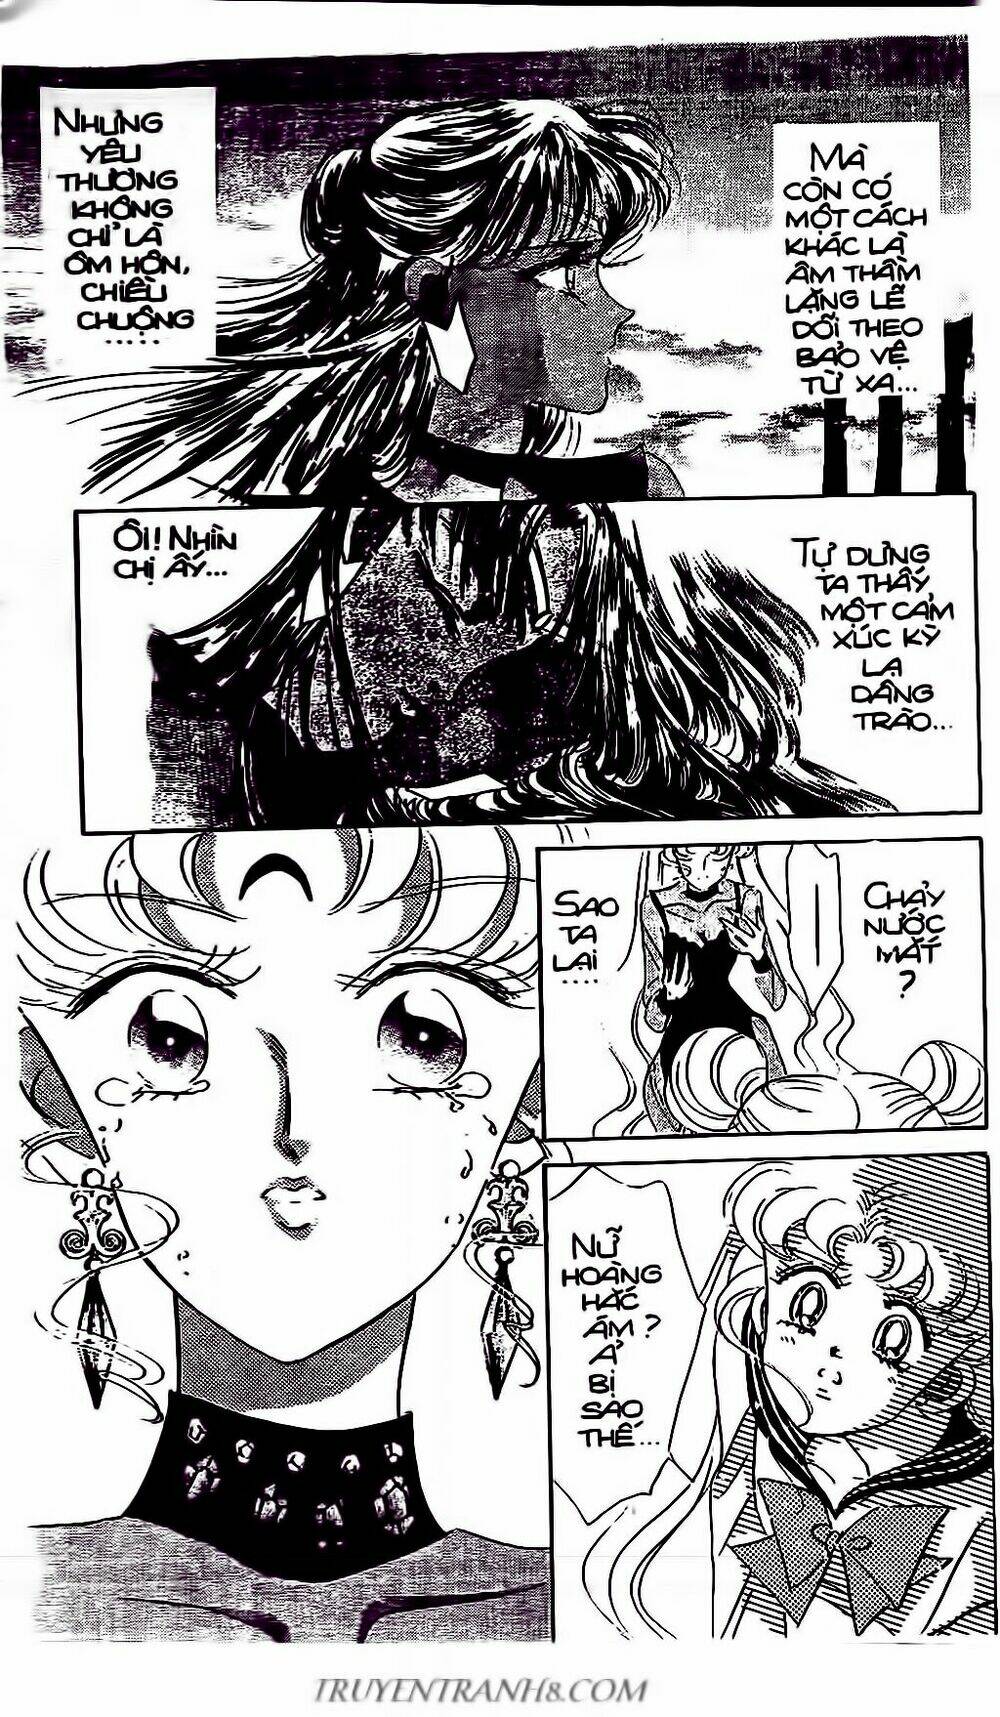 NHƯNG
YÊU
THƯƠNG
KHÔNG
CHỈ LÀ
ÔM HÔN,
CHIỀU
CHUỘNG
.....
MÀ
CÒN CÓ
MỘT CÁCH
KHÁC LÀ
ÂM THẦM
LẶNG LẼ
DÕI THEO
BẢO VỆ
TỪ XA...
ÔI! NHÌN
CHỊ ẤY...
TỰ DƯNG
TA THẤY
MỘT CẢM
XÚC KỲ
LẠ
DÂNG
TRÀO...
SAO
TA
LẠI
.....
CHẢY
NƯỚC
MẮT
?
NỮ
HOÀNG
HẮC
ÁM?
Ả
BỊ
SAO
THẾ...
TRUYENTRANH8.COM